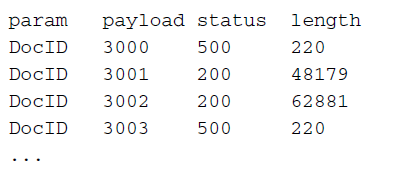 param payload status length
DocID 3000 500 220
DocID 3001 200 48179
DocID 3002 200 62881
DocID 3003 500 220
...